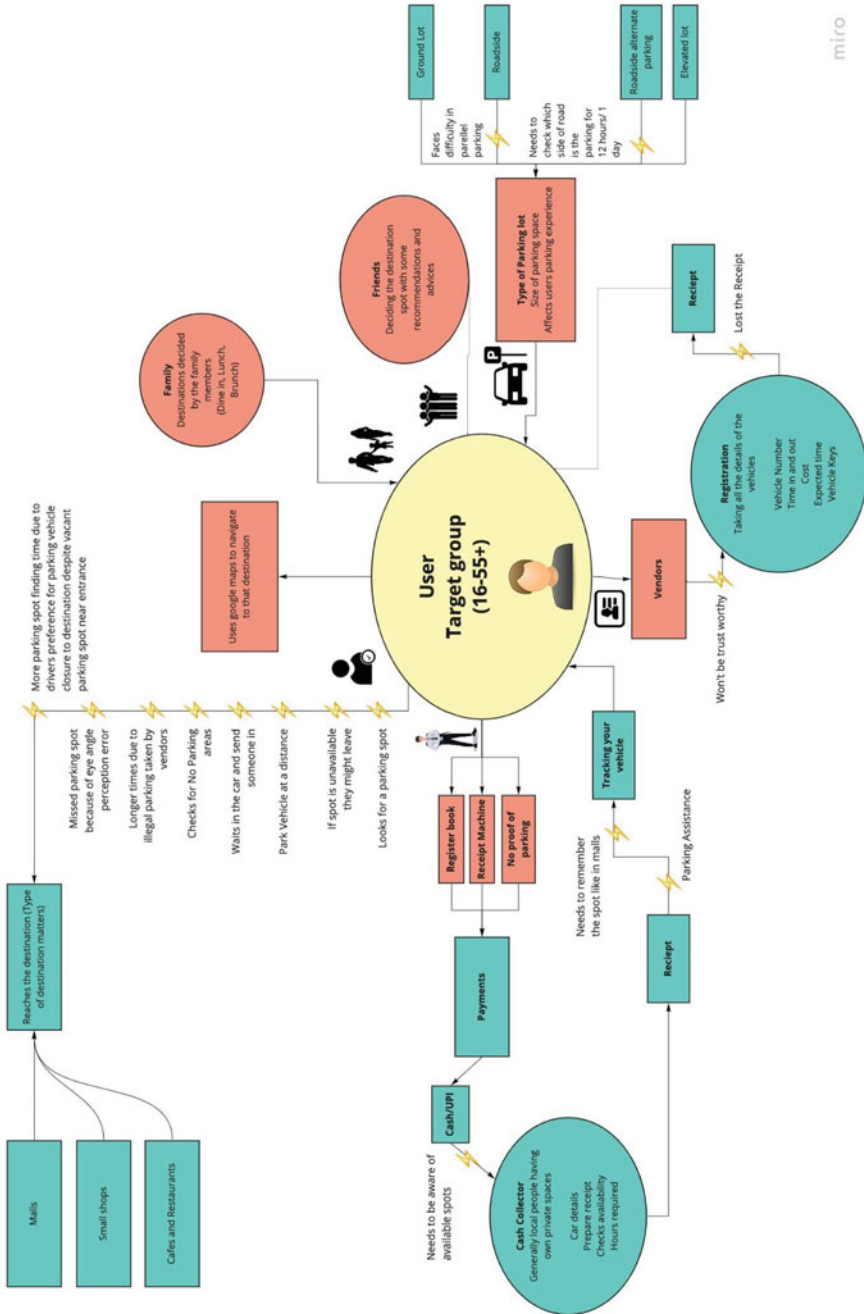 Malls
Small shops
Cafes and Restaurants
Reaches the destination (Type
of destination matters)
More parking spot finding time due to
drivers preference for parking vehicle
closure to destination despite vacant
parking spot near entrance
Missed parking spot
because of eye angle
perception error
Longer times due to
illegal parking taken by
vendors
Checks for No Parking
areas
Waits in the car and send
someone in
Park Vehicle at a distance
If spot is unavailable
they might leave
Looks for a parking spot
Uses google maps to navigate
to that destination
Family
Destinations decided
by the family
members
(Dine in, Lunch,
Brunch)
Friends
Deciding the destination
spot with some
recommendations and
advices
Ground Lot
Roadside
Roadside alternate
parking
Elevated lot
Faces
difficulty in
parellel
parking
Needs to
check which
side of road
is the
parking for
12 hours/ 1
day
Type of Parking lot
Size of parking space
Affects users parking experience
P
User
Target group
(16-55+)
Register book
Receipt Machine
No proof of
parking
Payments
Cash/UPI
Needs to be aware of
available spots
Cash Collector
Generally local people having
own private spaces
Car details
Prepare receipt
Checks availability
Hours required
Reciept
Parking Assistance
Needs to remember
the spot like in malls
Tracking your
vehicle
Vendors
Won't be trust worthy
Registration
Taking all the details of the
vehicles
Vehicle Number
Time in and out
Cost
Expected time
Vehicle Keys
Lost the Receipt
Reciept
miro